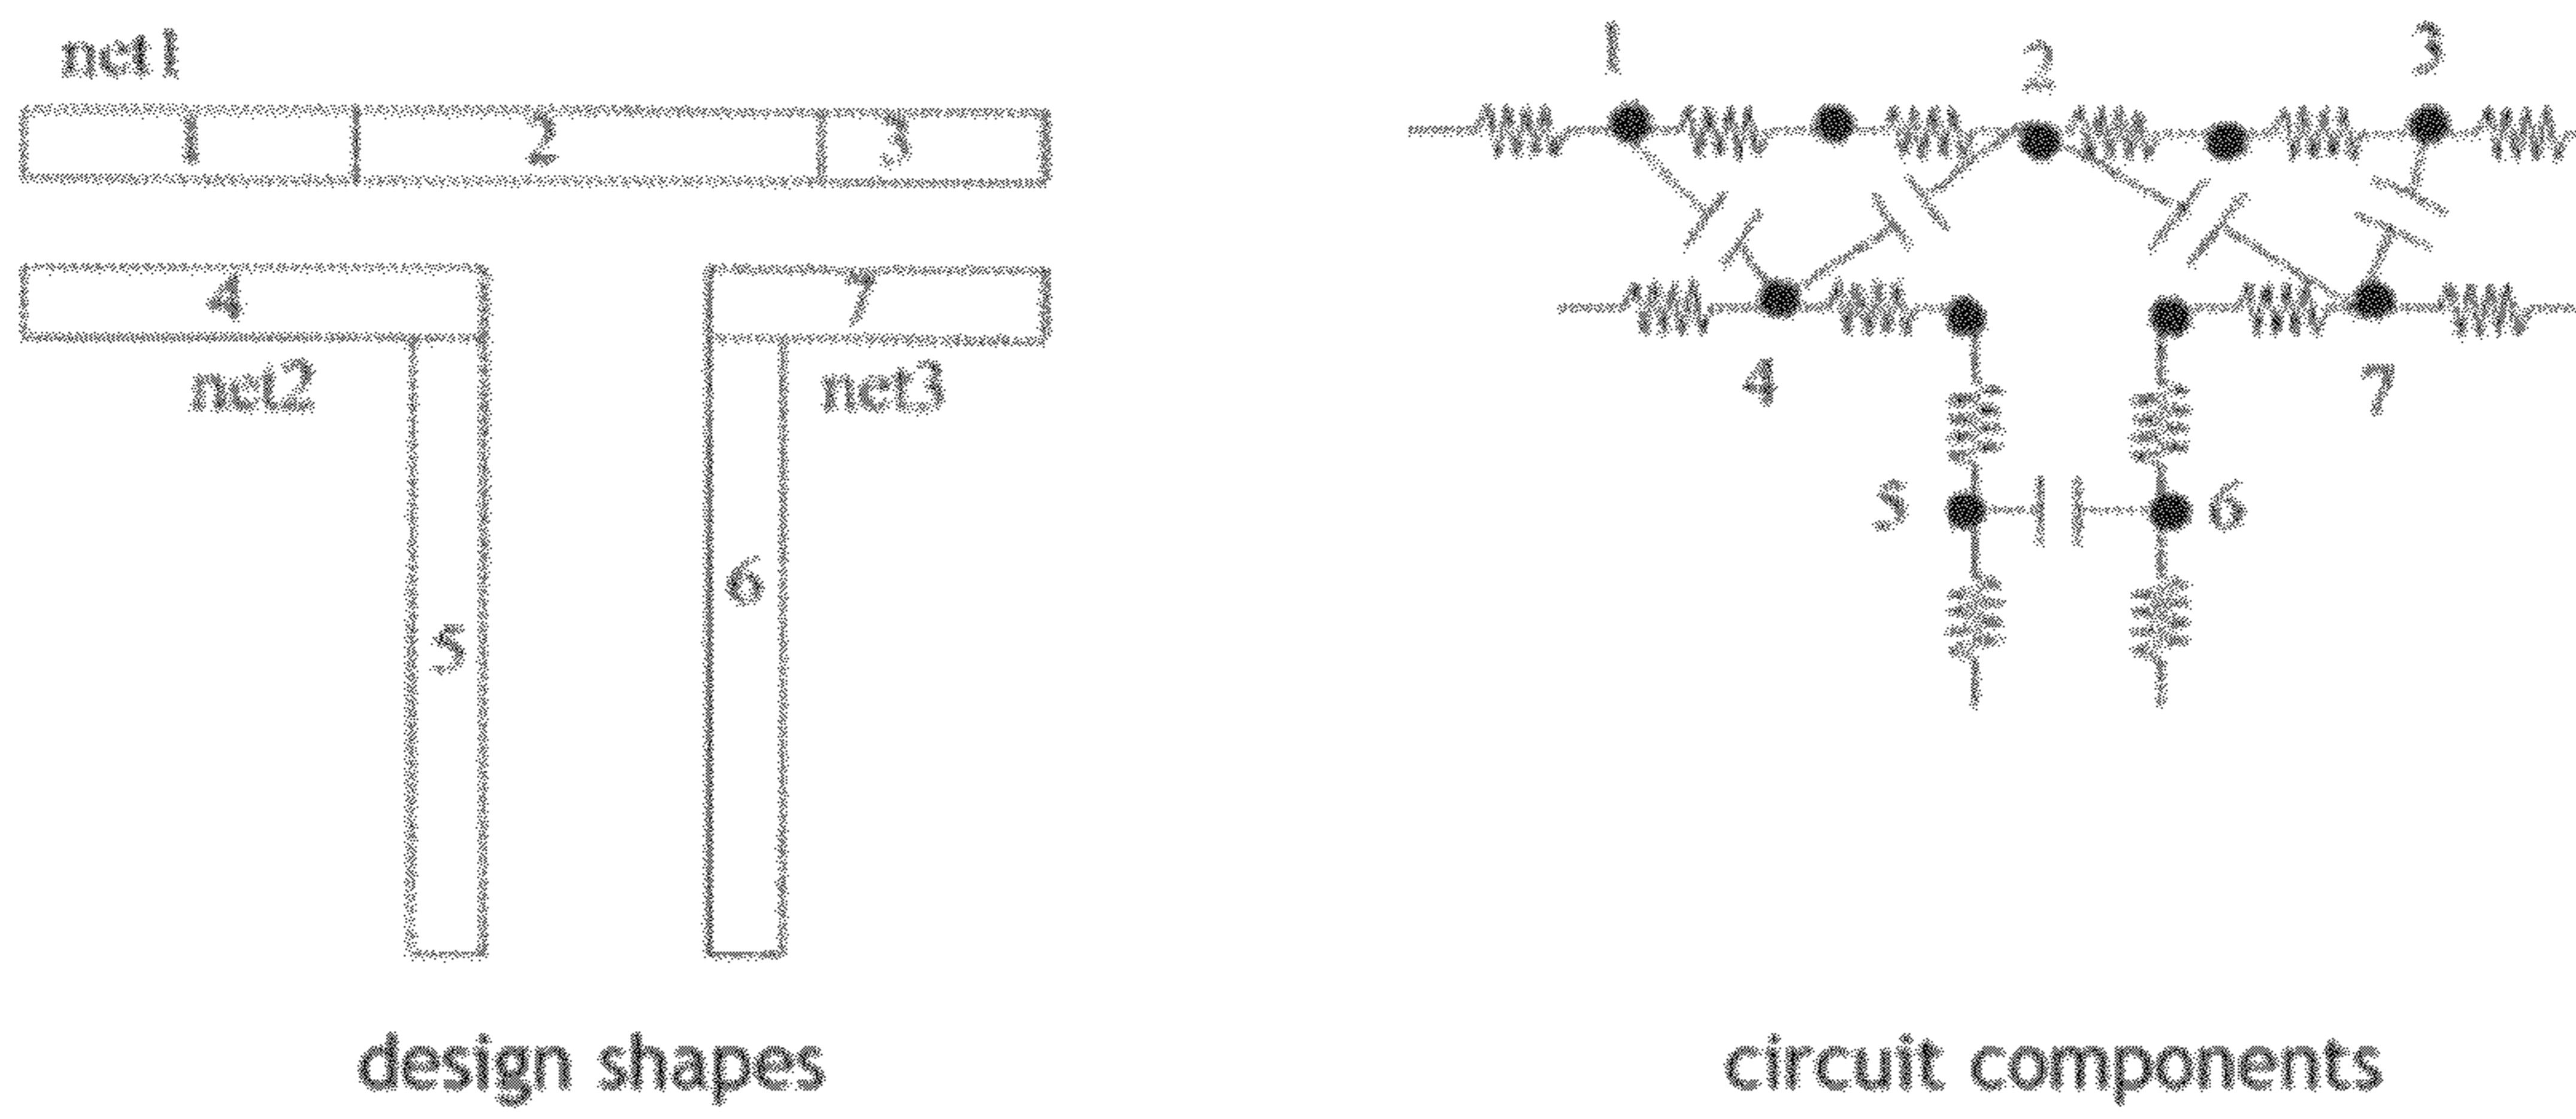 net1
1 2 3
4 7
net2 net3
5 6
design shapes
1 2 3
4 7
5 6
circuit components